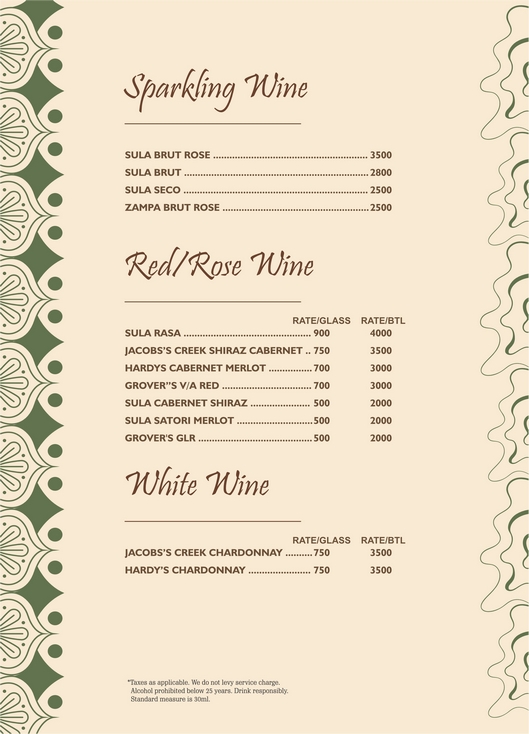 Sparkling Wine
SULA BRUT ROSE ........................................................ 3500
SULA BRUT .................................................................. 2800
SULA SECO .................................................................. 2500
ZAMPA BRUT ROSE .....................................................2500
Red/Rose Wine
RATE/GLASS RATE/BTL
SULA RASA .............................................. 900 4000
JACOBS'S CREEK SHIRAZ CABERNET .. 750 3500
HARDYS CABERNET MERLOT ...............700 3000
GROVER''S V/A RED ................................ 700 3000
SULA CABERNET SHIRAZ ..................... 500 2000
SULA SATORI MERLOT ...........................500 2000
GROVER'S GLR .........................................500 2000
White Wine
RATE/GLASS RATE/BTL
JACOBS'S CREEK CHARDONNAY ..........750 3500
HARDY'S CHARDONNAY ....................... 750 3500
*Taxes as applicable. We do not levy service charge.
Alcohol prohibited below 25 years. Drink responsibly.
Standard measure is 30ml.